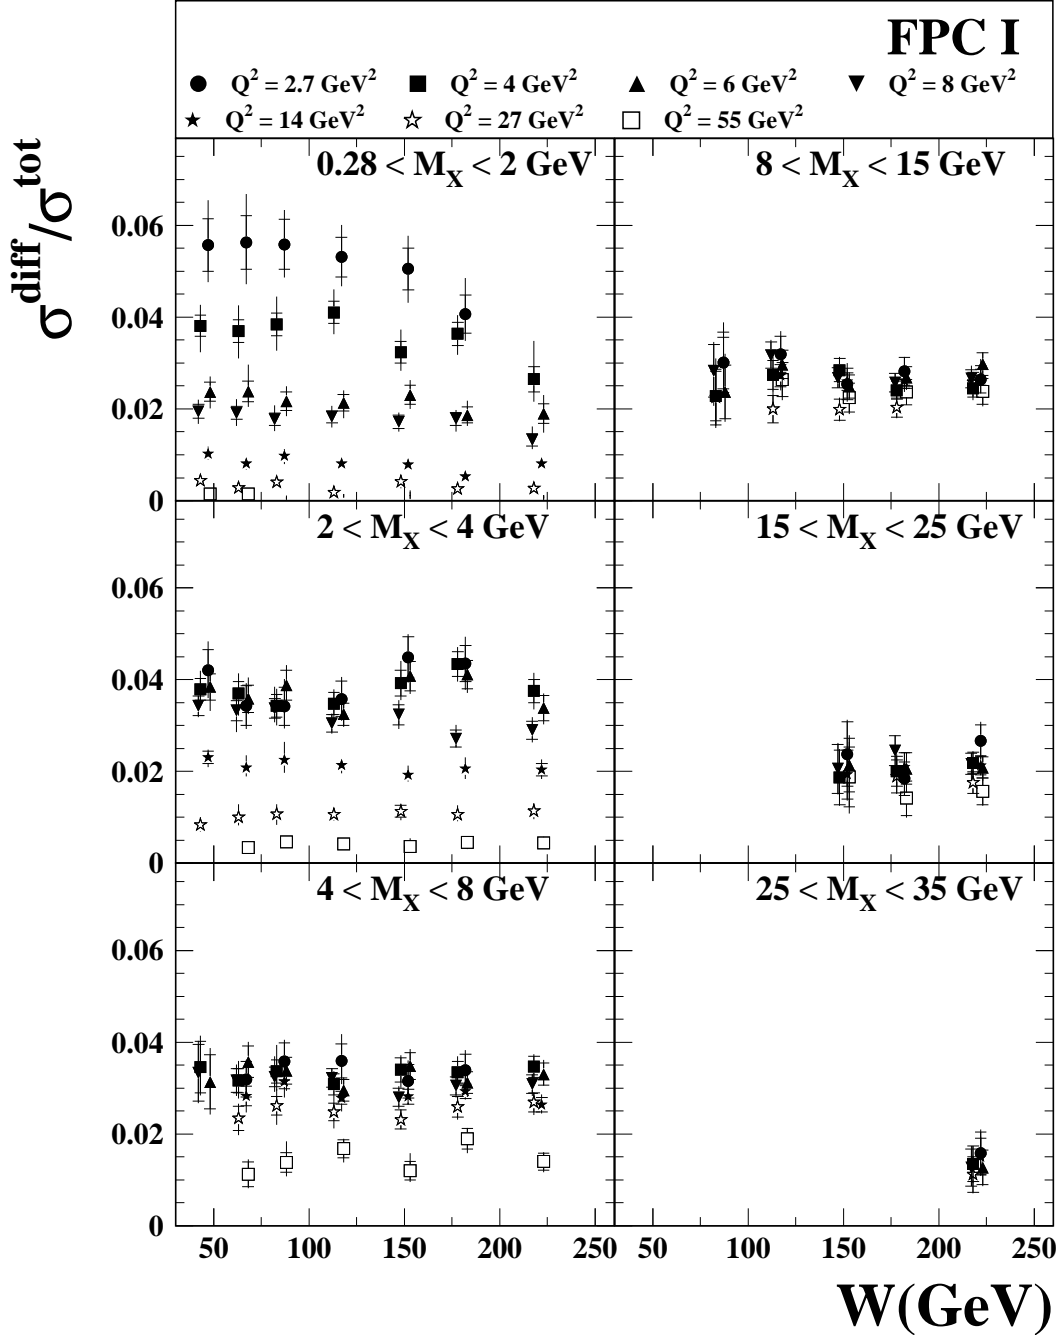 FPC I
Q² = 2.7 GeV² Q² = 4 GeV² Q² = 6 GeV² Q² = 8 GeV²
Q² = 14 GeV² Q² = 27 GeV² Q² = 55 GeV²
σ^diff/σ^tot
0.28 < M_X < 2 GeV
8 < M_X < 15 GeV
0.06
0.04
0.02
0
2 < M_X < 4 GeV
15 < M_X < 25 GeV
0.06
0.04
0.02
0
4 < M_X < 8 GeV
25 < M_X < 35 GeV
0.06
0.04
0.02
0
50 100 150 200 250 50 100 150 200 250
W(GeV)